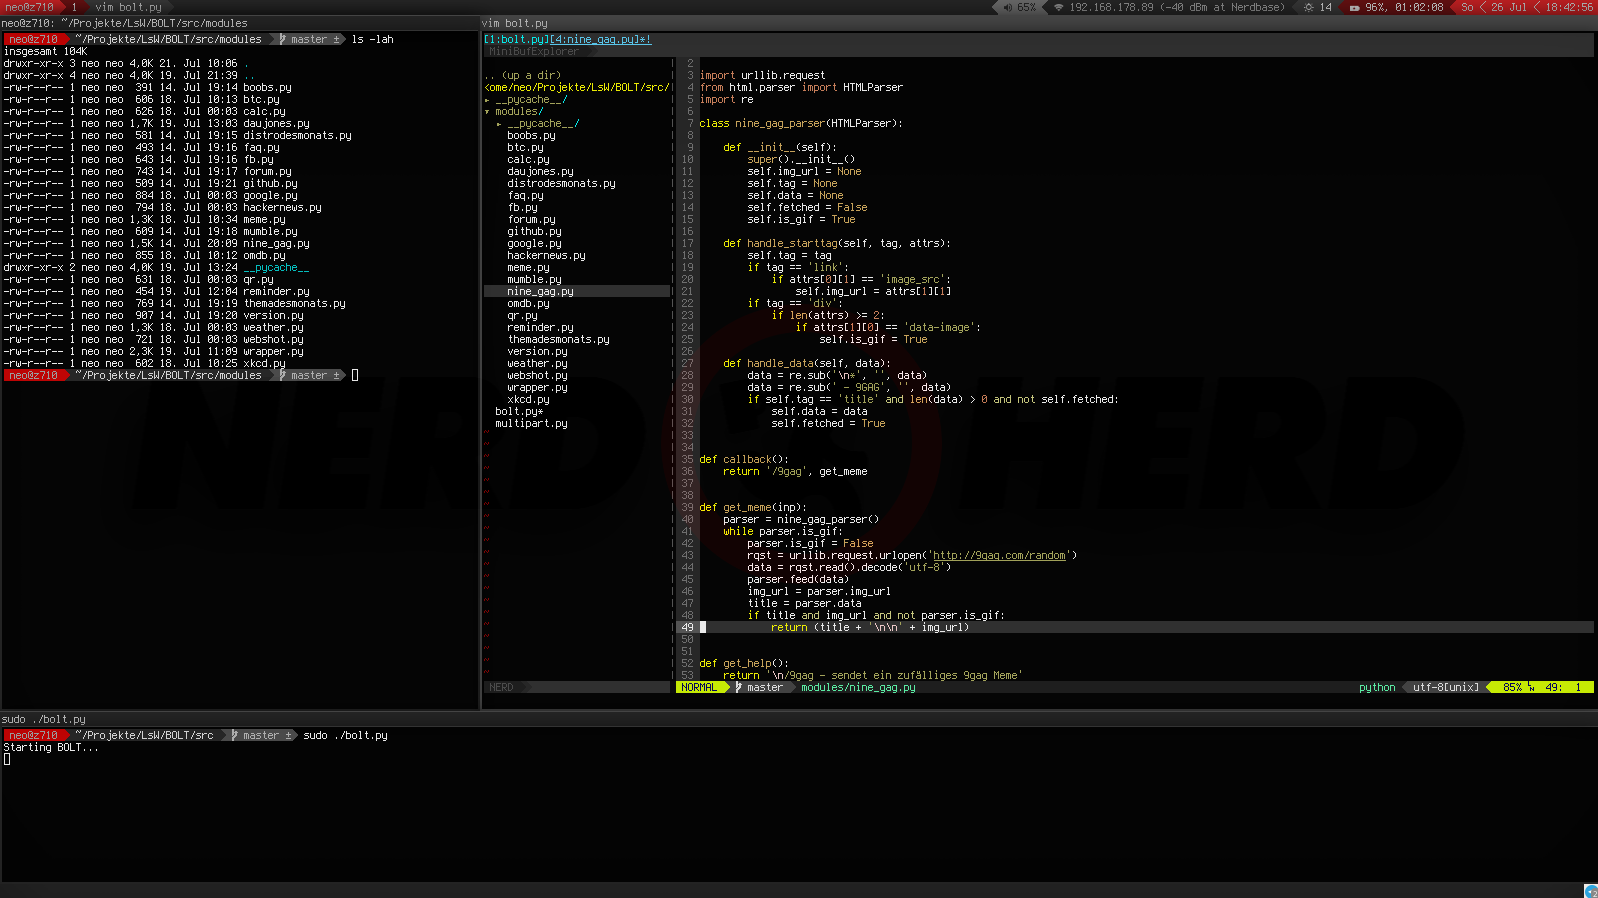 neo@z710 1 vim bolt.py 65% 192.168.178.89 (-40 dBm at Nerdbase) 14 96%, 01:02:08 So 26 Jul 18:42:56
neo@z710: ~/Projekte/LsW/BOLT/src/modules
neo@z710 ~/Projekte/LsW/BOLT/src/modules master ± ls -lah
insgesamt 104K
drwxr-xr-x 3 neo neo 4,0K 21. Jul 10:06 .
drwxr-xr-x 4 neo neo 4,0K 19. Jul 21:39 ..
-rw-r--r-- 1 neo neo  391 14. Jul 19:14 boobs.py
-rw-r--r-- 1 neo neo  606 18. Jul 10:13 btc.py
-rw-r--r-- 1 neo neo  626 18. Jul 00:03 calc.py
-rw-r--r-- 1 neo neo 1,7K 19. Jul 13:03 daujones.py
-rw-r--r-- 1 neo neo  581 14. Jul 19:15 distrodesmonats.py
-rw-r--r-- 1 neo neo  493 14. Jul 19:16 faq.py
-rw-r--r-- 1 neo neo  643 14. Jul 19:16 fb.py
-rw-r--r-- 1 neo neo  743 14. Jul 19:17 forum.py
-rw-r--r-- 1 neo neo  509 14. Jul 19:21 github.py
-rw-r--r-- 1 neo neo  884 18. Jul 00:03 google.py
-rw-r--r-- 1 neo neo  794 18. Jul 00:03 hackernews.py
-rw-r--r-- 1 neo neo 1,3K 18. Jul 10:34 meme.py
-rw-r--r-- 1 neo neo  609 14. Jul 19:18 mumble.py
-rw-r--r-- 1 neo neo 1,5K 14. Jul 20:09 nine_gag.py
-rw-r--r-- 1 neo neo  855 18. Jul 10:12 omdb.py
drwxr-xr-x 2 neo neo 4,0K 19. Jul 13:24 __pycache__
-rw-r--r-- 1 neo neo  631 18. Jul 00:03 qr.py
-rw-r--r-- 1 neo neo  454 19. Jul 12:04 reminder.py
-rw-r--r-- 1 neo neo  769 14. Jul 19:19 themadesmonats.py
-rw-r--r-- 1 neo neo  907 14. Jul 19:20 version.py
-rw-r--r-- 1 neo neo 1,3K 18. Jul 00:03 weather.py
-rw-r--r-- 1 neo neo  721 18. Jul 00:03 webshot.py
-rw-r--r-- 1 neo neo 2,3K 19. Jul 11:09 wrapper.py
-rw-r--r-- 1 neo neo  602 18. Jul 10:25 xkcd.py
neo@z710 ~/Projekte/LsW/BOLT/src/modules master ±
vim bolt.py
[1:bolt.py][4:nine_gag.py]*!
MiniBufExplorer
.. (up a dir)
<ome/neo/Projekte/LsW/BOLT/src/
▸ __pycache__/
▾ modules/
▸ __pycache__/
boobs.py
btc.py
calc.py
daujones.py
distrodesmonats.py
faq.py
fb.py
forum.py
github.py
google.py
hackernews.py
meme.py
mumble.py
nine_gag.py
omdb.py
qr.py
reminder.py
themadesmonats.py
version.py
weather.py
webshot.py
wrapper.py
xkcd.py
bolt.py*
multipart.py
NERD
2
3 import urllib.request
4 from html.parser import HTMLParser
5 import re
6
7 class nine_gag_parser(HTMLParser):
8
9     def __init__(self):
10         super().__init__()
11         self.img_url = None
12         self.tag = None
13         self.data = None
14         self.fetched = False
15         self.is_gif = True
16
17     def handle_starttag(self, tag, attrs):
18         self.tag = tag
19         if tag == 'link':
20             if attrs[0][1] == 'image_src':
21                 self.img_url = attrs[1][1]
22         if tag == 'div':
23             if len(attrs) >= 2:
24                 if attrs[1][0] == 'data-image':
25                     self.is_gif = True
26
27     def handle_data(self, data):
28         data = re.sub('\n*', '', data)
29         data = re.sub(' - 9GAG', '', data)
30         if self.tag == 'title' and len(data) > 0 and not self.fetched:
31             self.data = data
32             self.fetched = True
33
34
35 def callback():
36     return '/9gag', get_meme
37
38
39 def get_meme(inp):
40     parser = nine_gag_parser()
41     while parser.is_gif:
42         parser.is_gif = False
43         rqst = urllib.request.urlopen('http://9gag.com/random')
44         data = rqst.read().decode('utf-8')
45         parser.feed(data)
46         img_url = parser.img_url
47         title = parser.data
48         if title and img_url and not parser.is_gif:
49             return (title + '\n\n' + img_url)
50
51
52 def get_help():
53     return '\n/9gag - sendet ein zufälliges 9gag Meme'
NORMAL master modules/nine_gag.py python utf-8[unix] 85% LN 49: 1
NERD HERD
sudo ./bolt.py
neo@z710 ~/Projekte/LsW/BOLT/src master ± sudo ./bolt.py
Starting BOLT...